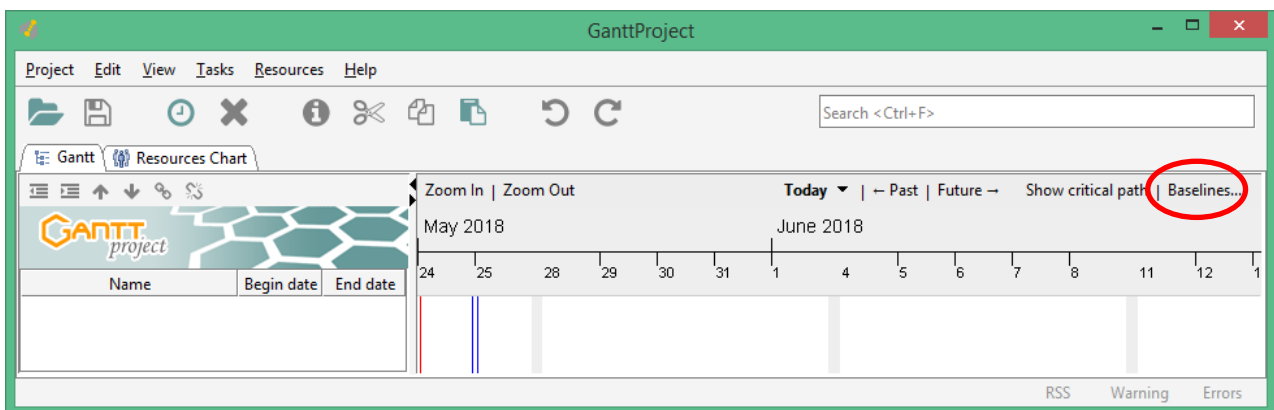 GanttProject
Project Edit View Tasks Resources Help
Search <Ctrl+F>
Gantt Resources Chart
Zoom In | Zoom Out Today ▼ | ← Past | Future → Show critical path | Baselines...
GANTT project
May 2018 June 2018
24 25 28 29 30 31 1 4 5 6 7 8 11 12 1
Name Begin date End date
RSS Warning Errors